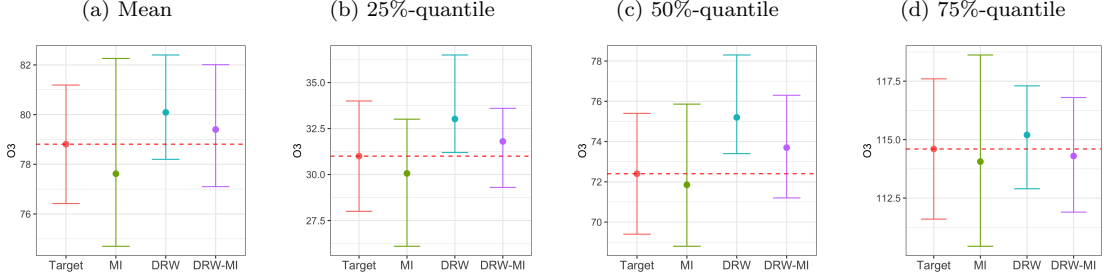 (a) Mean
(b) 25%-quantile
(c) 50%-quantile
(d) 75%-quantile
O3
82
80
78
76
Target MI DRW DRW-MI
O3
35.0
32.5
30.0
27.5
Target MI DRW DRW-MI
O3
78
76
74
72
70
Target MI DRW DRW-MI
O3
117.5
115.0
112.5
Target MI DRW DRW-MI